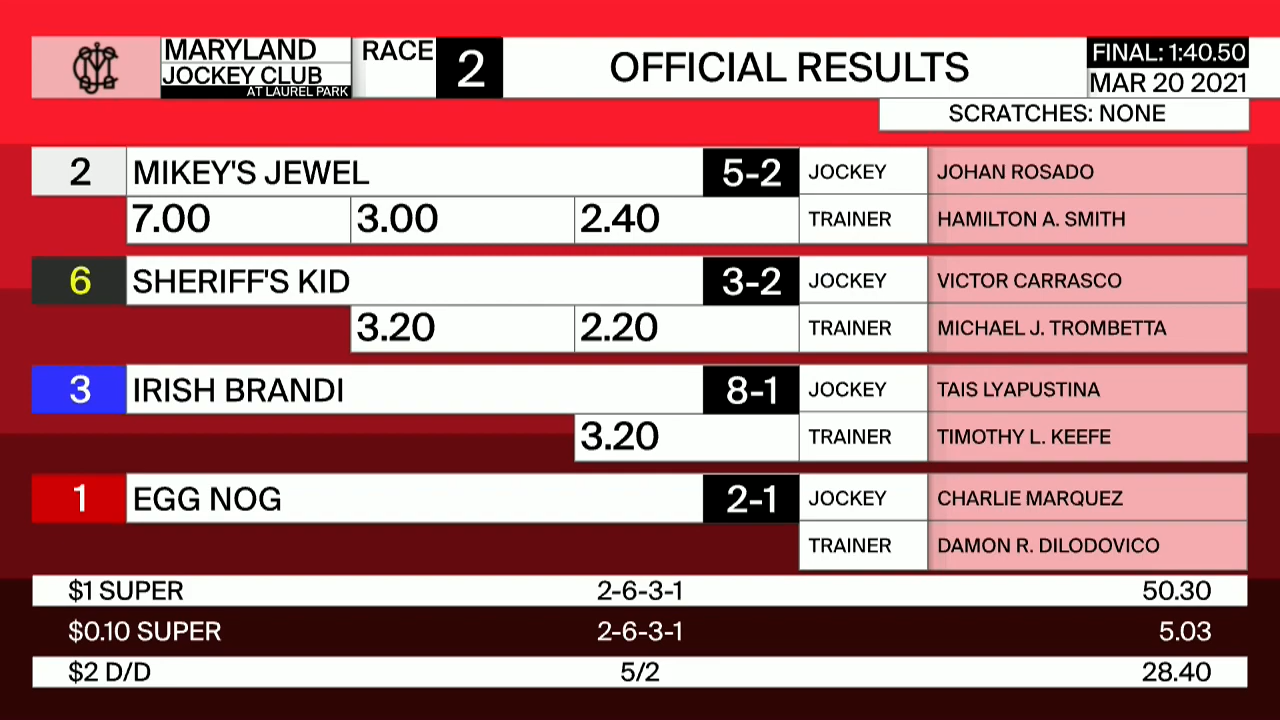 MARYLAND
JOCKEY CLUB
AT LAUREL PARK
RACE 2
OFFICIAL RESULTS
FINAL: 1:40.50
MAR 20 2021
SCRATCHES: NONE
2 MIKEY'S JEWEL 5-2 JOCKEY JOHAN ROSADO
7.00 3.00 2.40 TRAINER HAMILTON A. SMITH
6 SHERIFF'S KID 3-2 JOCKEY VICTOR CARRASCO
3.20 2.20 TRAINER MICHAEL J. TROMBETTA
3 IRISH BRANDI 8-1 JOCKEY TAIS LYAPUSTINA
3.20 TRAINER TIMOTHY L. KEEFE
1 EGG NOG 2-1 JOCKEY CHARLIE MARQUEZ
TRAINER DAMON R. DILODOVICO
$1 SUPER 2-6-3-1 50.30
$0.10 SUPER 2-6-3-1 5.03
$2 D/D 5/2 28.40